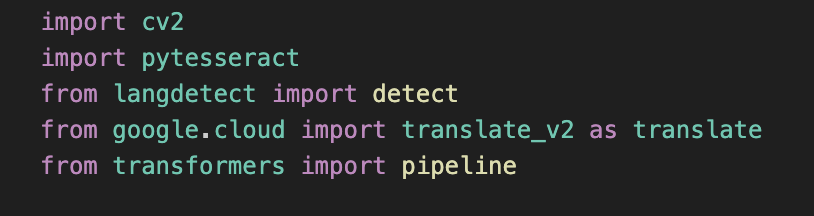 import cv2
import pytesseract
from langdetect import detect
from google.cloud import translate_v2 as translate
from transformers import pipeline